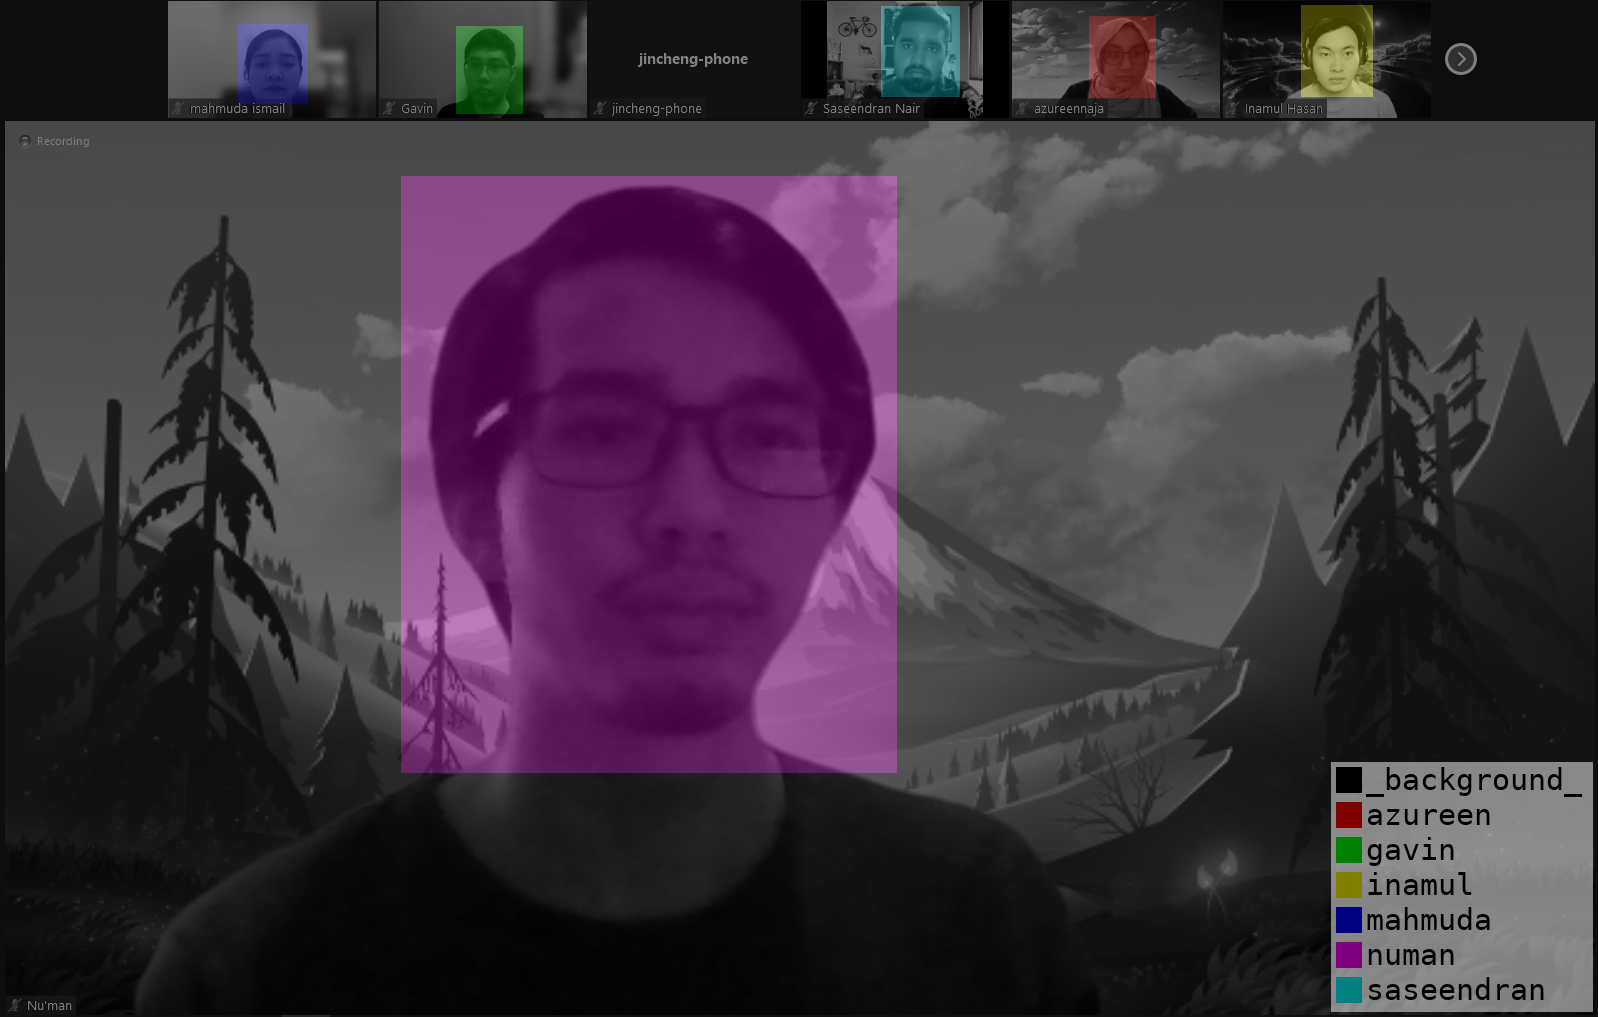 jincheng-phone
mahmuda ismail
Gavin
jincheng-phone
Saseendran Nair
azureennaja
Inamul Hasan
Recording
_background_
azureen
gavin
inamul
mahmuda
numan
saseendran
Nu'man